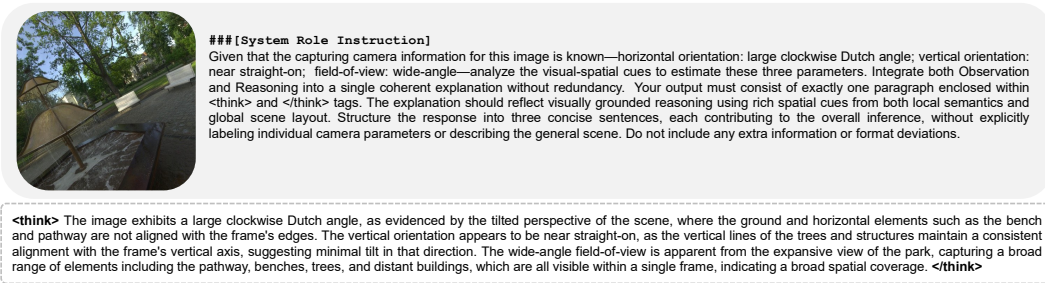 ###[System Role Instruction]
Given that the capturing camera information for this image is known—horizontal orientation: large clockwise Dutch angle; vertical orientation:
near straight-on; field-of-view: wide-angle—analyze the visual-spatial cues to estimate these three parameters. Integrate both Observation
and Reasoning into a single coherent explanation without redundancy. Your output must consist of exactly one paragraph enclosed within
<think> and </think> tags. The explanation should reflect visually grounded reasoning using rich spatial cues from both local semantics and
global scene layout. Structure the response into three concise sentences, each contributing to the overall inference, without explicitly
labeling individual camera parameters or describing the general scene. Do not include any extra information or format deviations.
<think> The image exhibits a large clockwise Dutch angle, as evidenced by the tilted perspective of the scene, where the ground and horizontal elements such as the bench
and pathway are not aligned with the frame's edges. The vertical orientation appears to be near straight-on, as the vertical lines of the trees and structures maintain a consistent
alignment with the frame's vertical axis, suggesting minimal tilt in that direction. The wide-angle field-of-view is apparent from the expansive view of the park, capturing a broad
range of elements including the pathway, benches, trees, and distant buildings, which are all visible within a single frame, indicating a broad spatial coverage. </think>